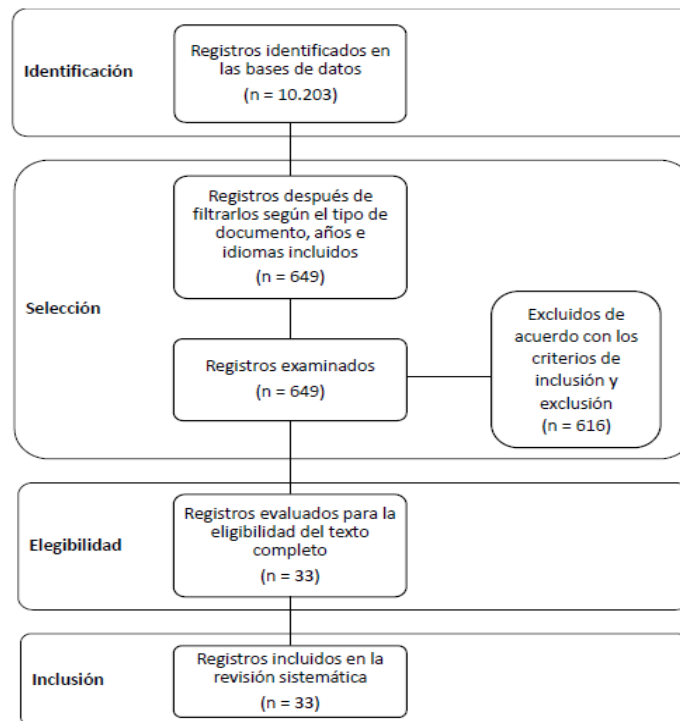 Identificación
Registros identificados en
las bases de datos
(n = 10.203)
Selección
Registros después de
filtrarlos según el tipo de
documento, años e
idiomas incluidos
(n = 649)
Registros examinados
(n = 649)
Excluidos de
acuerdo con los
criterios de
inclusión y
exclusión
(n = 616)
Elegibilidad
Registros evaluados para la
eligibilidad del texto
completo
(n = 33)
Inclusión
Registros incluidos en la
revisión sistemática
(n = 33)